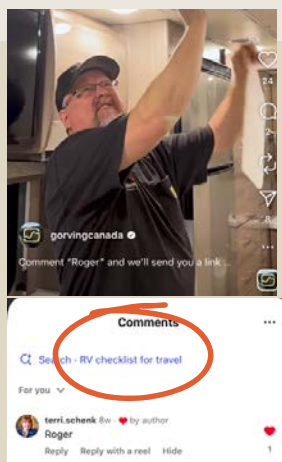 24
gorvingcanada
Comment "Roger" and we'll send you a link ...
8
Comments
Search · RV checklist for travel
For you
terri.schenk 8w · by author
Roger
Reply Reply with a reel Hide
1